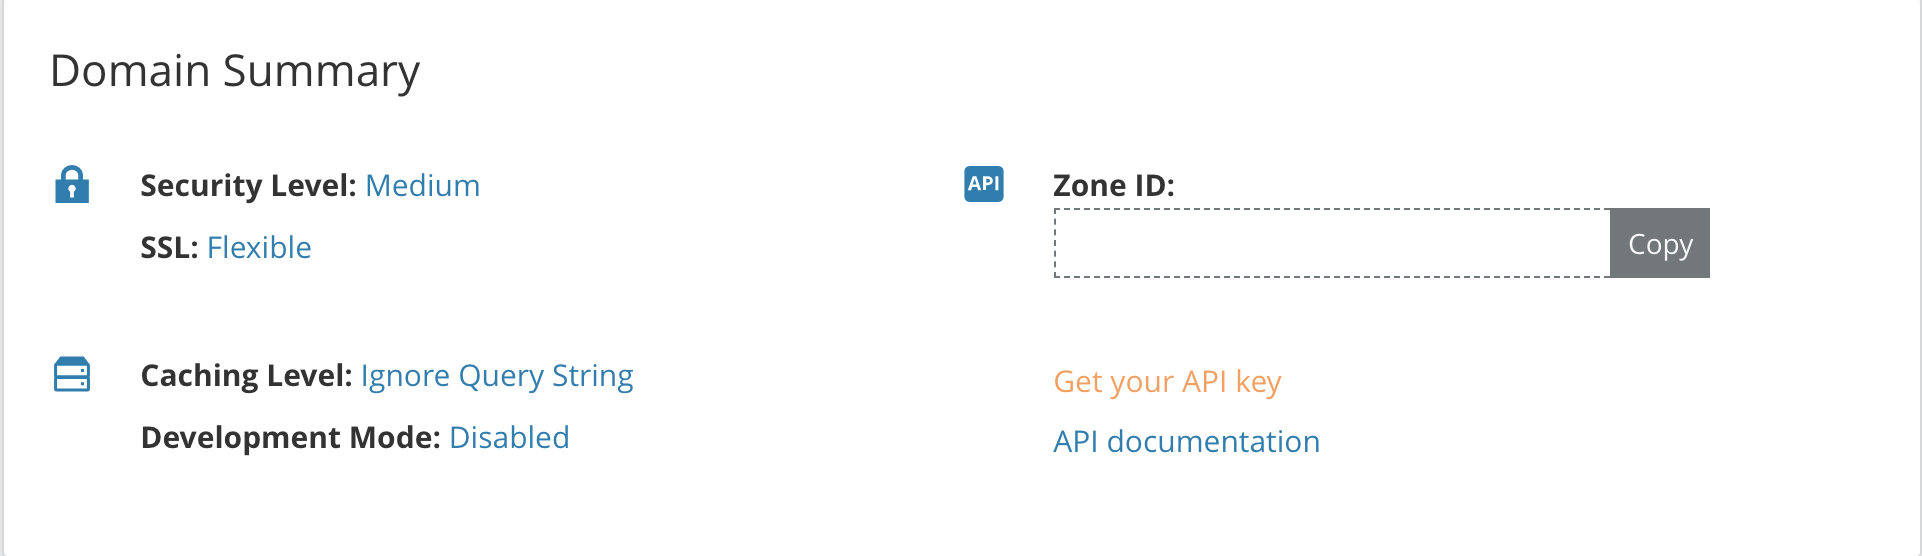 Domain Summary
Security Level: Medium
SSL: Flexible
Caching Level: Ignore Query String
Development Mode: Disabled
API
Zone ID:
Copy
Get your API key
API documentation